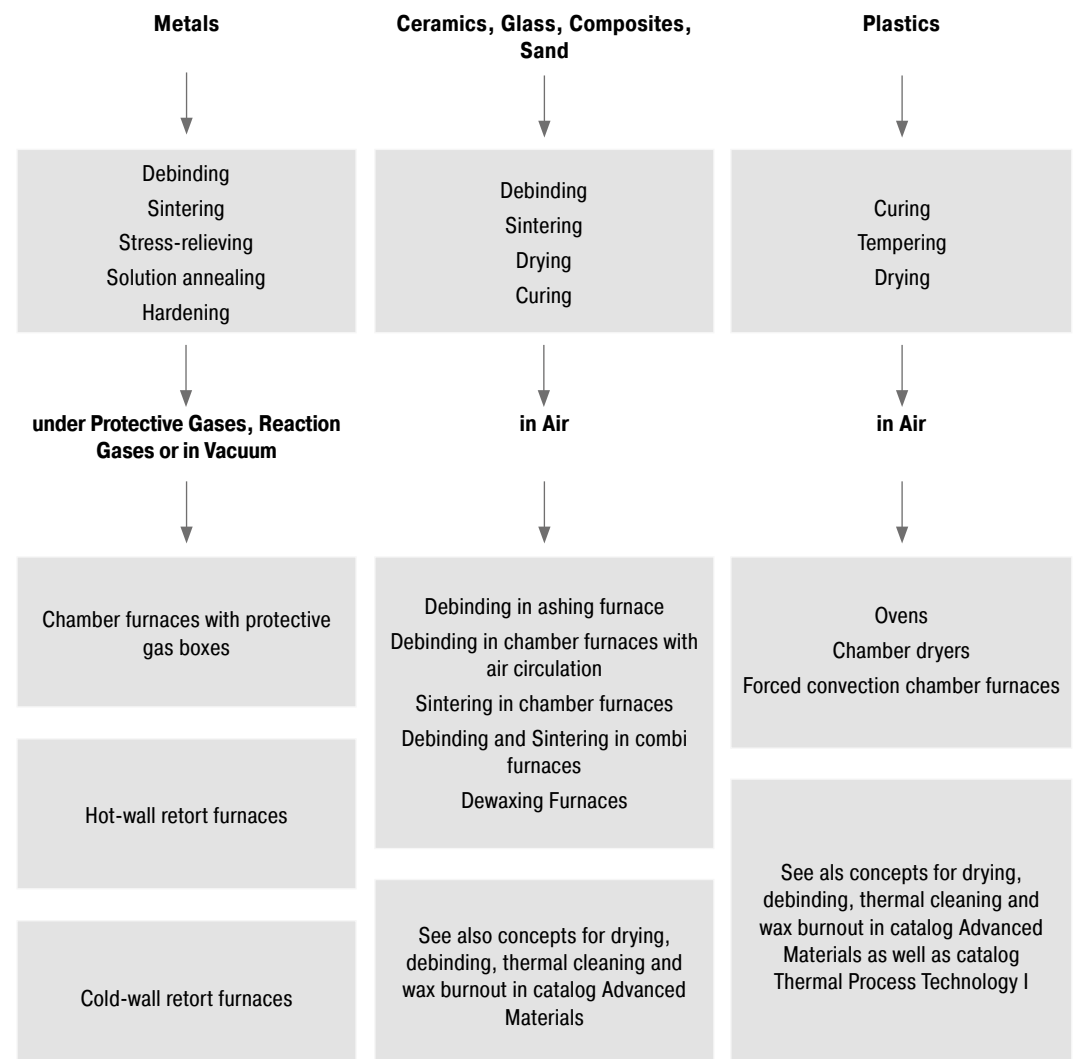 Metals
Ceramics, Glass, Composites,
Sand
Plastics
Debinding
Sintering
Stress-relieving
Solution annealing
Hardening
Debinding
Sintering
Drying
Curing
Curing
Tempering
Drying
under Protective Gases, Reaction
Gases or in Vacuum
in Air
in Air
Chamber furnaces with protective
gas boxes
Hot-wall retort furnaces
Cold-wall retort furnaces
Debinding in ashing furnace
Debinding in chamber furnaces with
air circulation
Sintering in chamber furnaces
Debinding and Sintering in combi
furnaces
Dewaxing Furnaces
See also concepts for drying,
debinding, thermal cleaning and
wax burnout in catalog Advanced
Materials
Ovens
Chamber dryers
Forced convection chamber furnaces
See als concepts for drying,
debinding, thermal cleaning and
wax burnout in catalog Advanced
Materials as well as catalog
Thermal Process Technology I